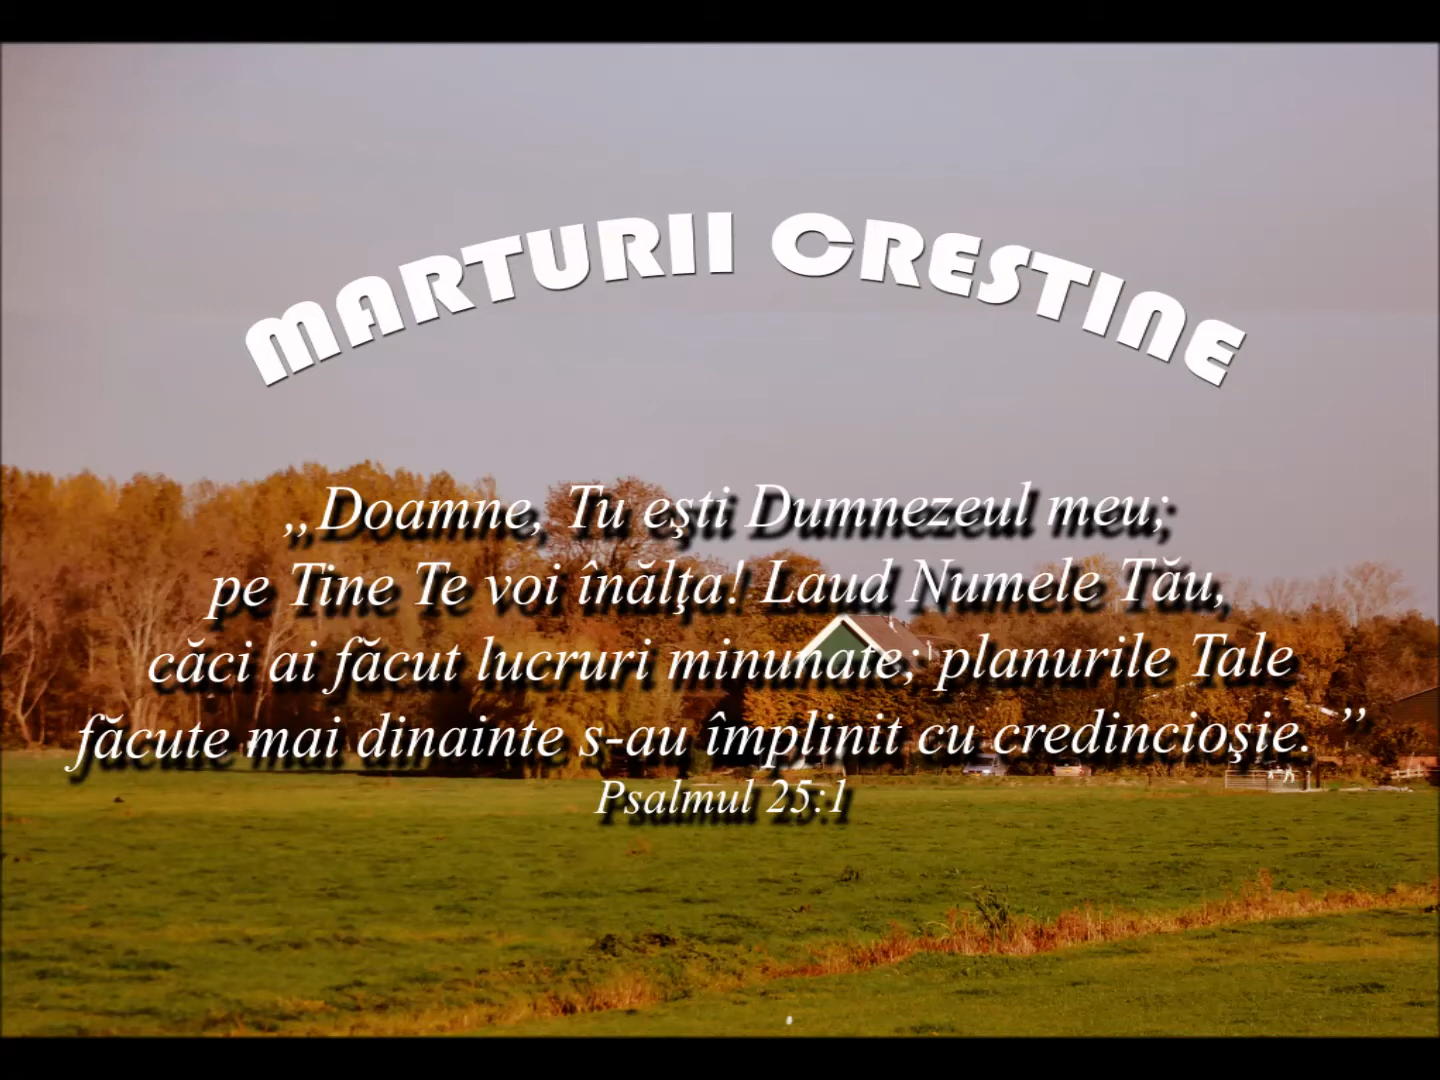 MARTURII CRESTINE
„Doamne, Tu eşti Dumnezeul meu;
pe Tine Te voi înălţa! Laud Numele Tău,
căci ai făcut lucruri minunate; planurile Tale
făcute mai dinainte s-au împlinit cu credincioşie. ”
Psalmul 25:1